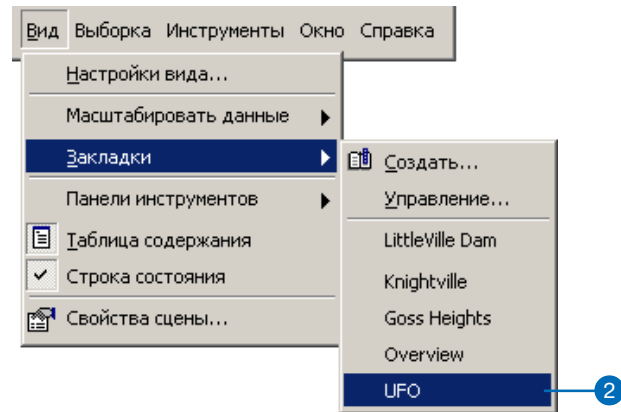 Вид Выборка Инструменты Окно Справка
Настройки вида...
Масштабировать данные
Закладки
Панели инструментов
Таблица содержания
Строка состояния
Свойства сцены...
Создать...
Управление...
LittleVille Dam
Knightville
Goss Heights
Overview
UFO
2